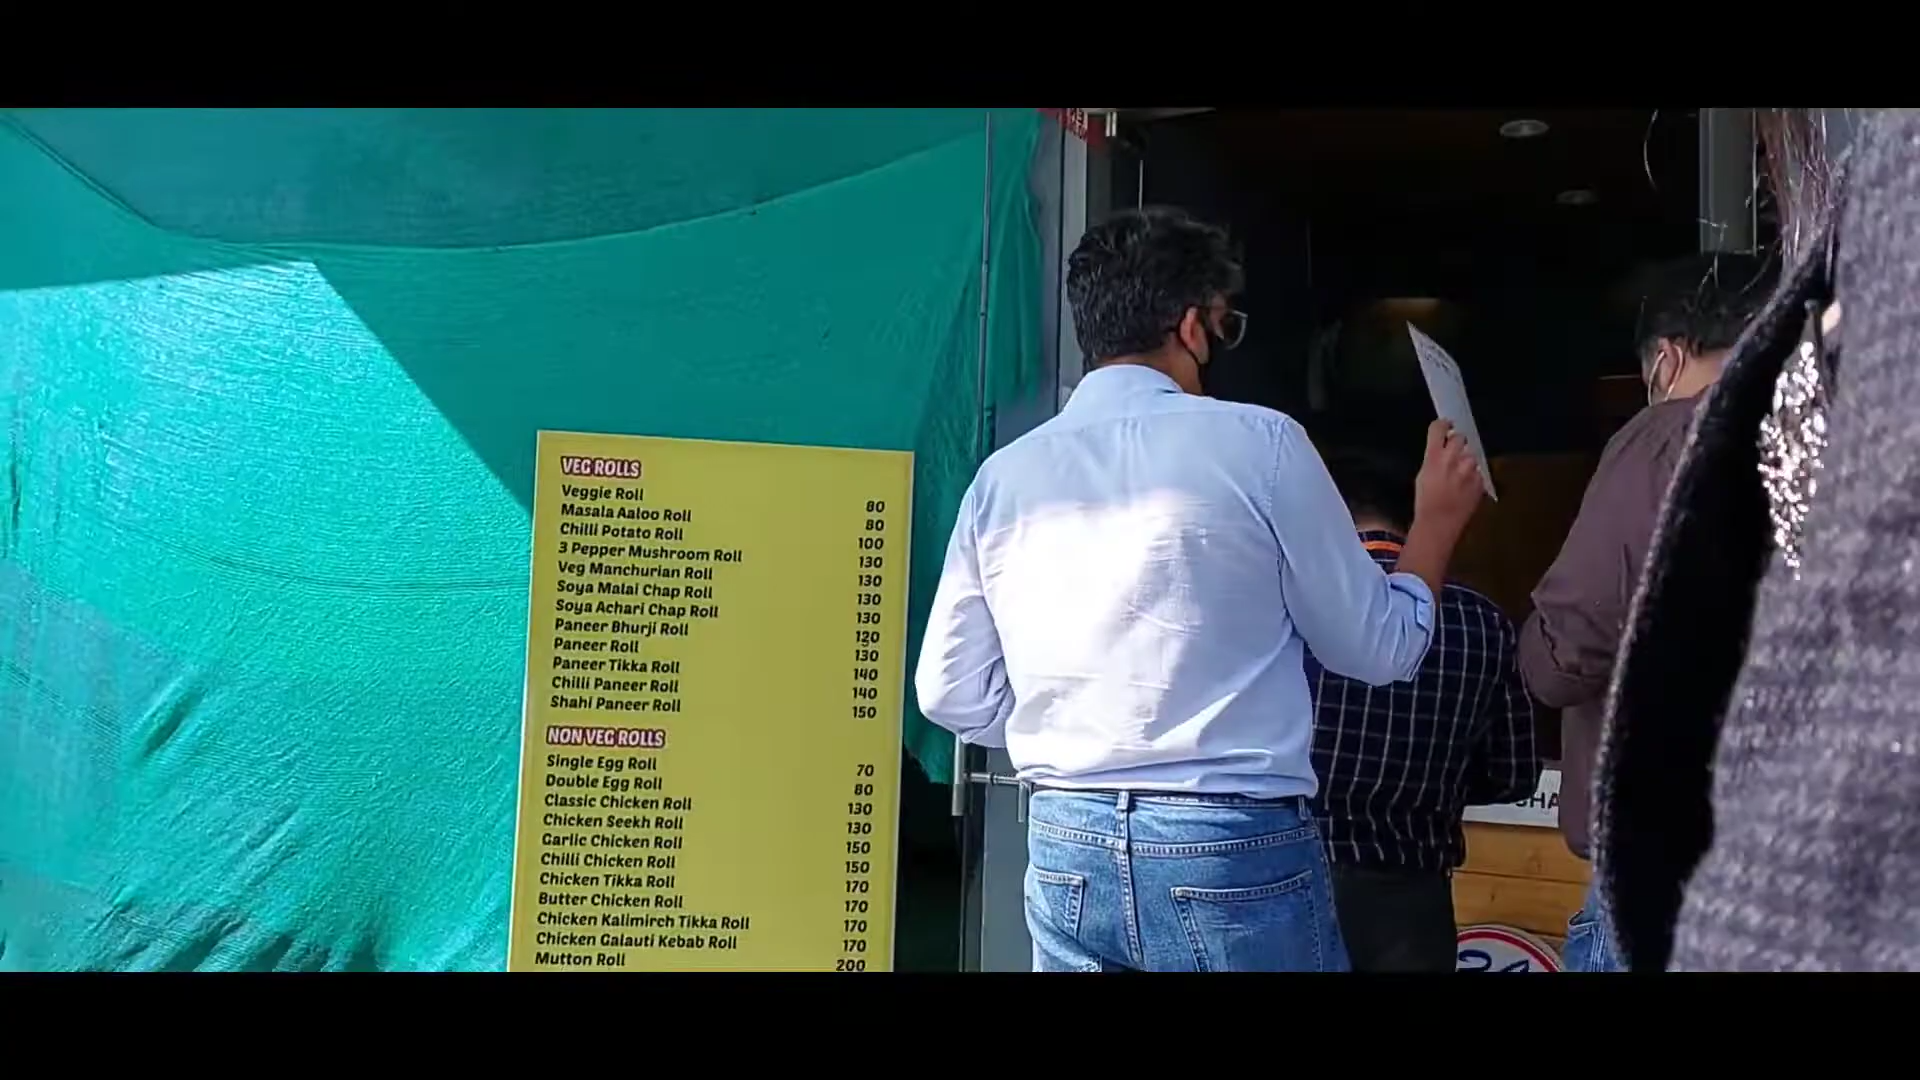 VEG ROLLS
Veggie Roll 80
Masala Aaloo Roll 80
Chilli Potato Roll 100
3 Pepper Mushroom Roll 130
Veg Manchurian Roll 130
Soya Malai Chap Roll 130
Soya Achari Chap Roll 130
Paneer Bhurji Roll 120
Paneer Roll 130
Paneer Tikka Roll 140
Chilli Paneer Roll 140
Shahi Paneer Roll 150
NON VEG ROLLS
Single Egg Roll 70
Double Egg Roll 80
Classic Chicken Roll 130
Chicken Seekh Roll 130
Garlic Chicken Roll 150
Chilli Chicken Roll 150
Chicken Tikka Roll 170
Butter Chicken Roll 170
Chicken Kalimirch Tikka Roll 170
Chicken Galauti Kebab Roll 170
Mutton Roll 200